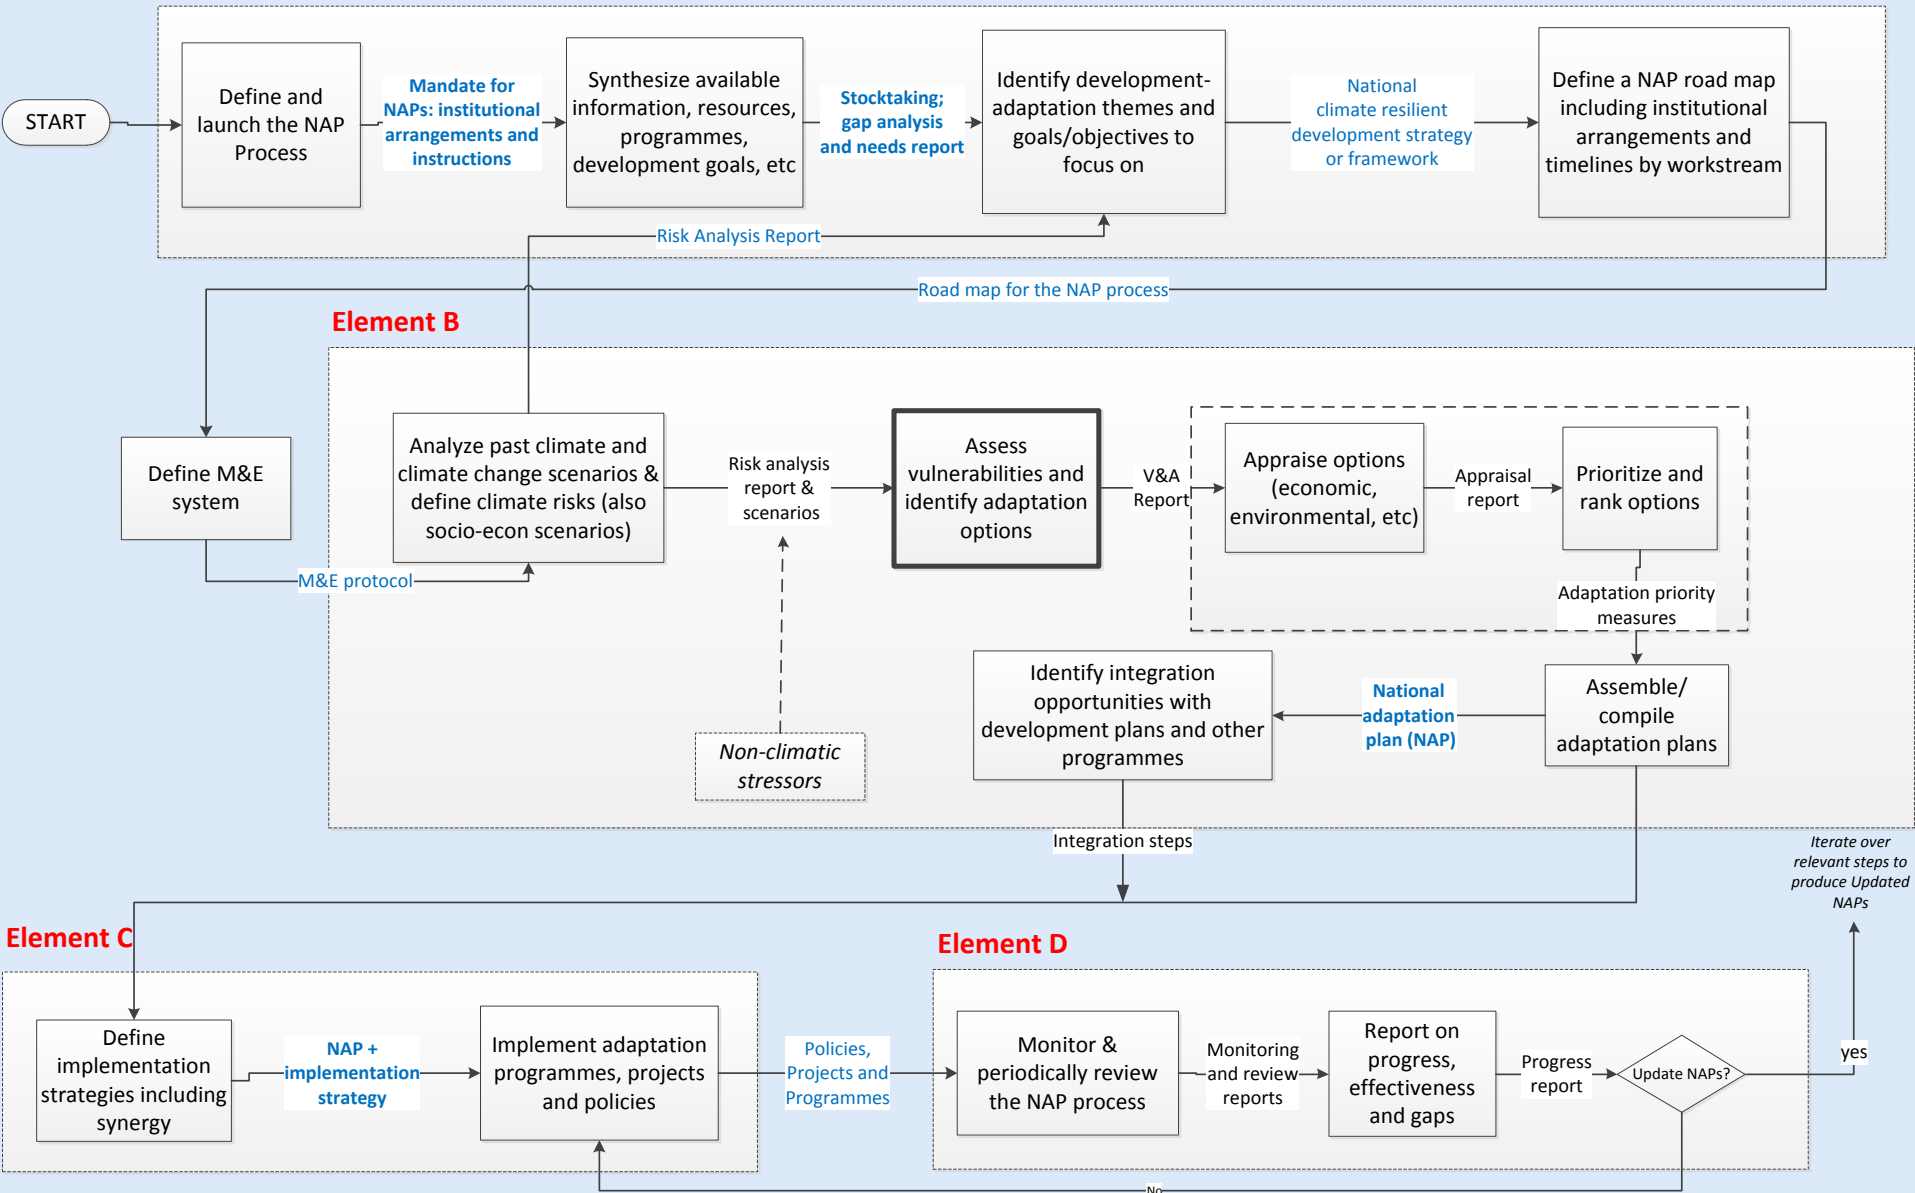 START
Define and
launch the NAP
Process
Mandate for
NAPs: institutional
arrangements and
instructions
Synthesize available
information, resources,
programmes,
development goals, etc
Stocktaking;
gap analysis
and needs report
Identify development-
adaptation themes and
goals/objectives to
focus on
National
climate resilient
development strategy
or framework
Define a NAP road map
including institutional
arrangements and
timelines by workstream
Risk Analysis Report
Road map for the NAP process
Element B
Define M&E
system
M&E protocol
Analyze past climate and
climate change scenarios &
define climate risks (also
socio-econ scenarios)
Risk analysis
report &
scenarios
Non-climatic
stressors
Assess
vulnerabilities and
identify adaptation
options
V&A
Report
Appraise options
(economic,
environmental, etc)
Appraisal
report
Prioritize and
rank options
Adaptation priority
measures
Assemble/
compile
adaptation plans
National
adaptation
plan (NAP)
Identify integration
opportunities with
development plans and other
programmes
Integration steps
Iterate over
relevant steps to
produce Updated
NAPs
Element C
Define
implementation
strategies including
synergy
NAP +
implementation
strategy
Implement adaptation
programmes, projects
and policies
Policies,
Projects and
Programmes
Element D
Monitor &
periodically review
the NAP process
Monitoring
and review
reports
Report on
progress,
effectiveness
and gaps
Progress
report
Update NAPs?
yes
No